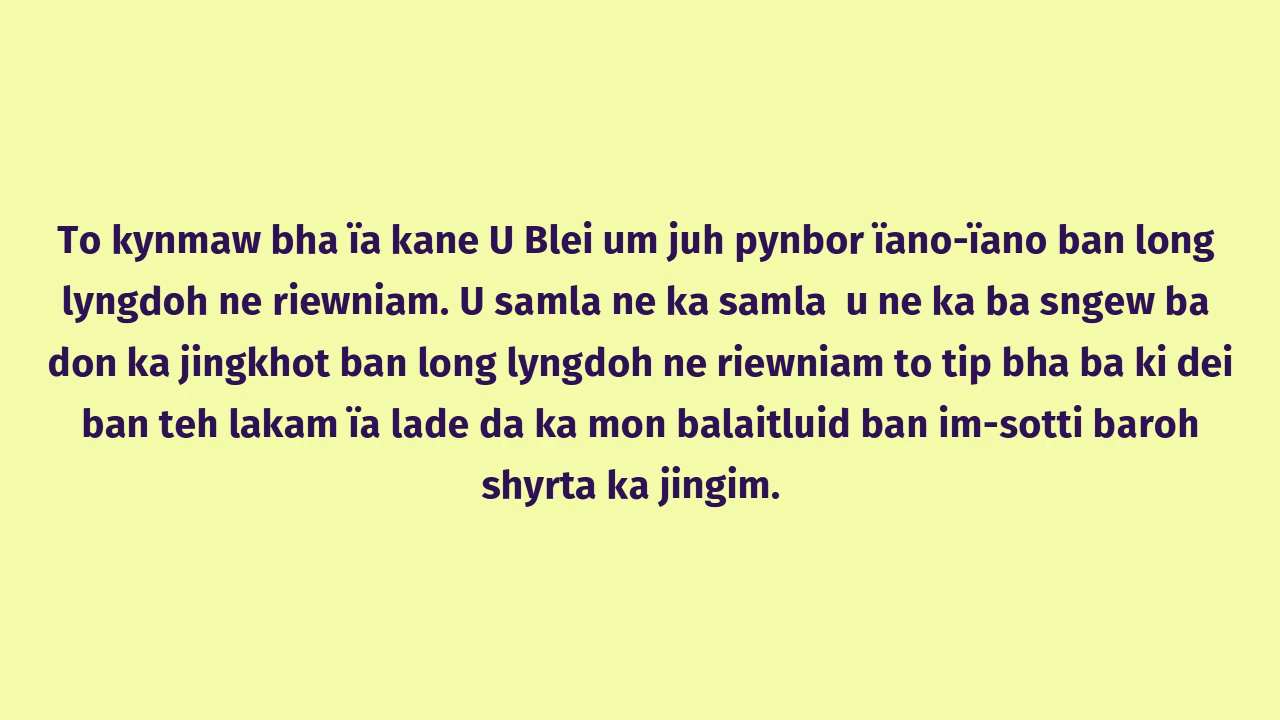 To kynmaw bha ïa kane U Blei um juh pynbor ïano-ïano ban long
lyngdoh ne riewniam. U samla ne ka samla  u ne ka ba sngew ba
don ka jingkhot ban long lyngdoh ne riewniam to tip bha ba ki dei
ban teh lakam ïa lade da ka mon balaitluid ban im-sotti baroh
shyrta ka jingim.